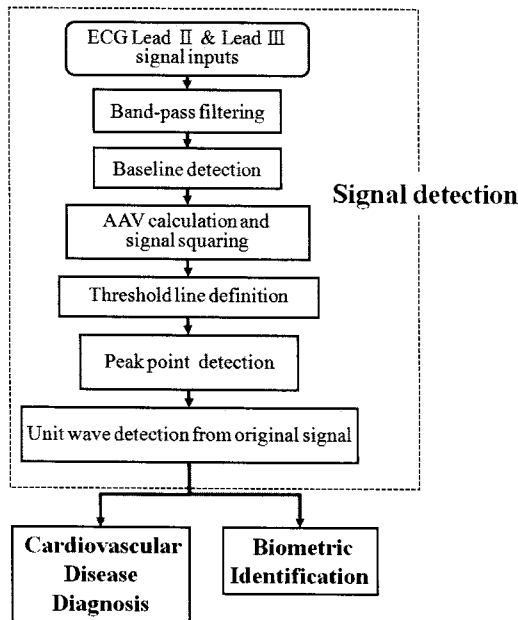 ECG Lead Ⅱ & Lead Ⅲ
signal inputs
Band-pass filtering
Baseline detection
Signal detection
AAV calculation and
signal squaring
Threshold line definition
Peak point detection
Unit wave detection from original signal
Cardiovascular
Disease
Diagnosis
Biometric
Identification